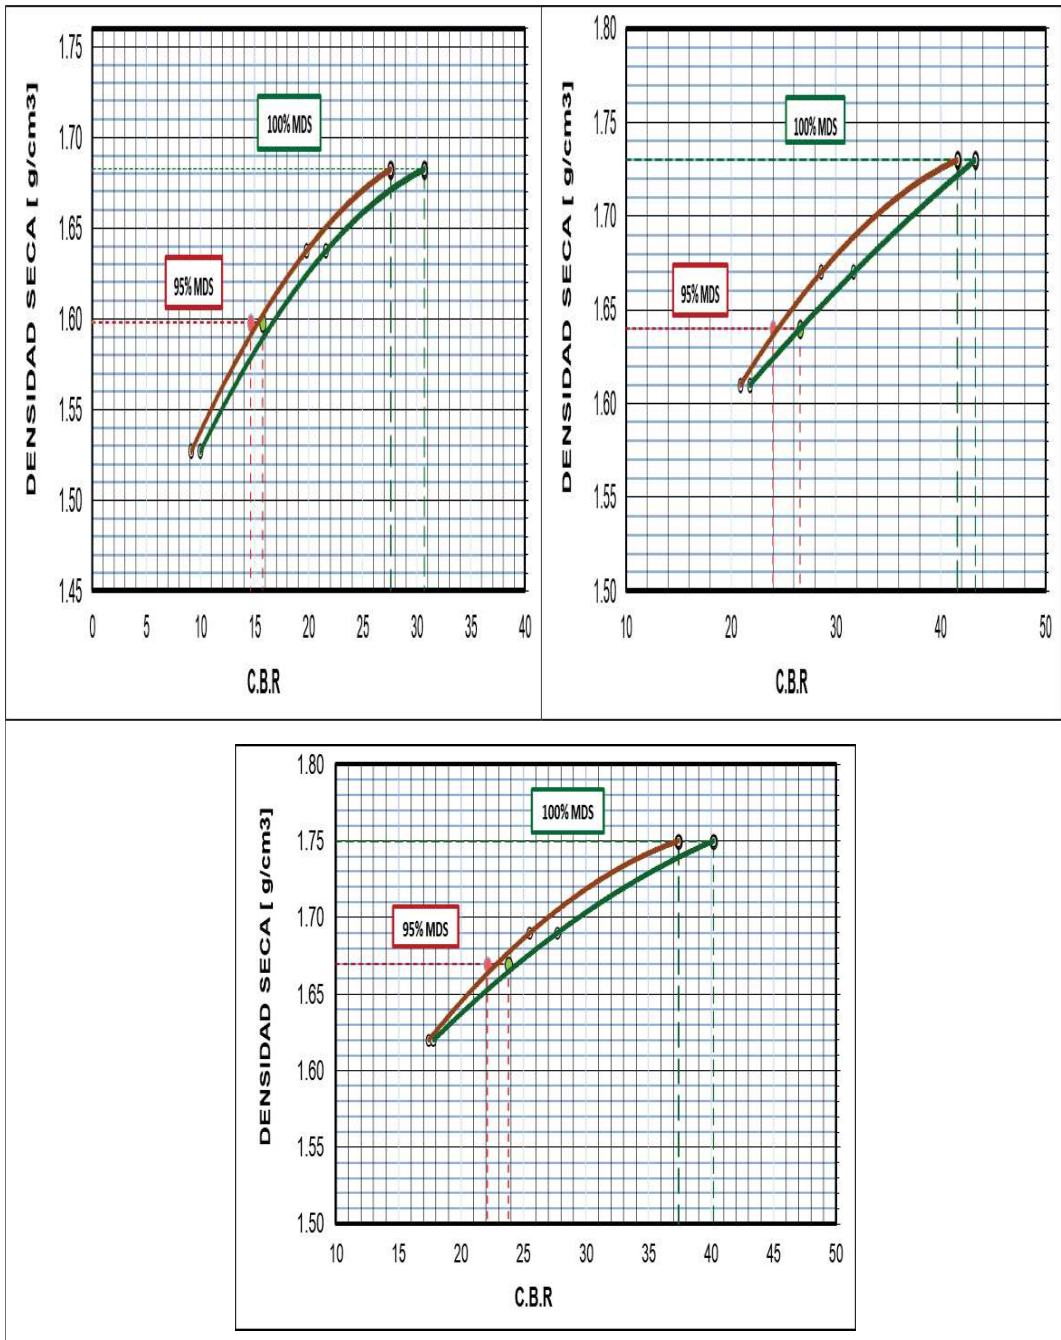 DENSIDAD SECA [ g/cm3]
1.75
1.70
1.65
1.60
1.55
1.50
1.45
100% MDS
95% MDS
0 5 10 15 20 25 30 35 40
C.B.R
DENSIDAD SECA [ g/cm3]
1.80
1.75
1.70
1.65
1.60
1.55
1.50
100% MDS
95% MDS
10 20 30 40 50
C.B.R
DENSIDAD SECA [ g/cm3]
1.80
1.75
1.70
1.65
1.60
1.55
1.50
100% MDS
95% MDS
10 15 20 25 30 35 40 45 50
C.B.R